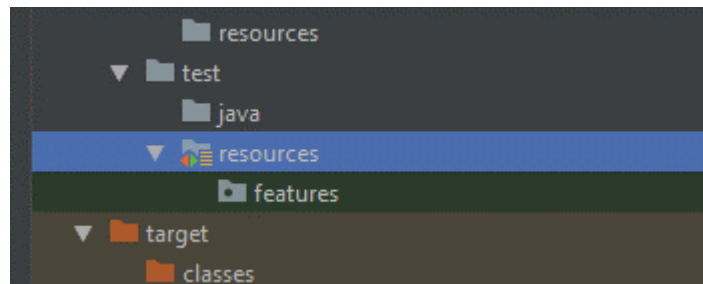 resources
test
java
resources
features
target
classes